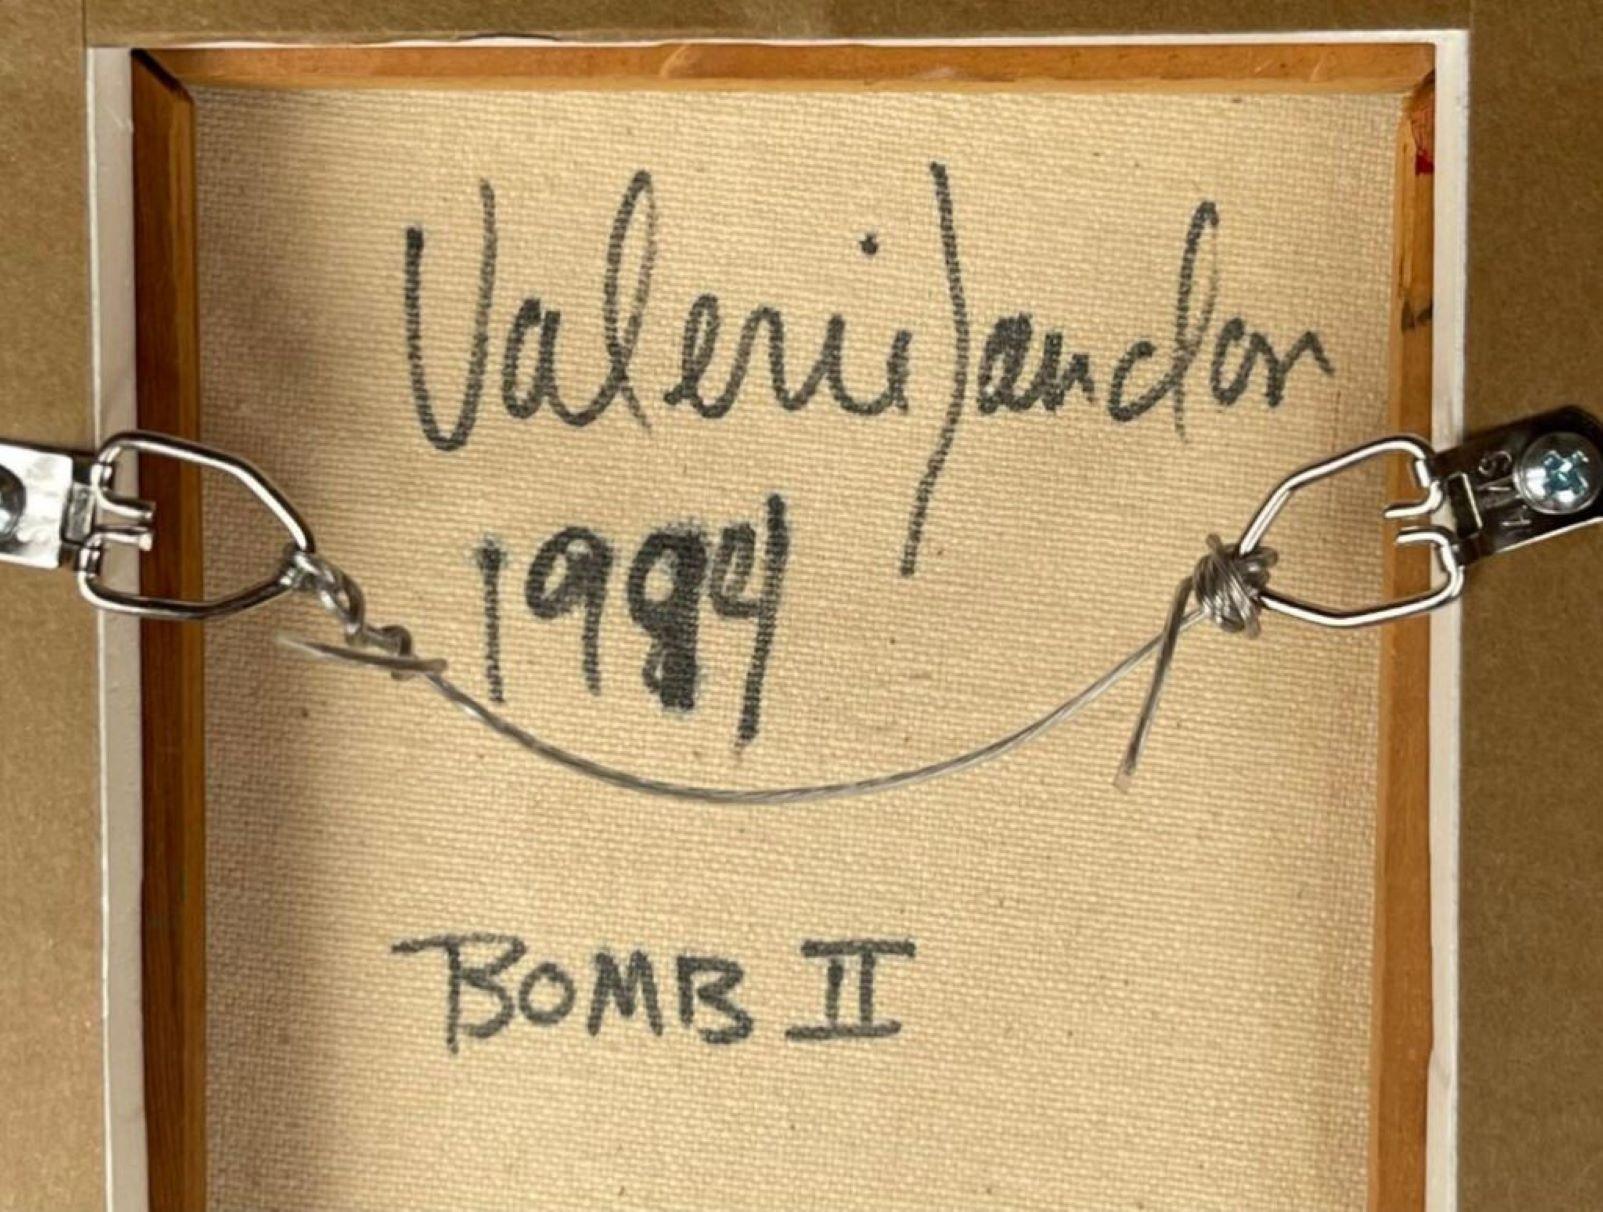 Valerie Jaudon
1984
BOMB II